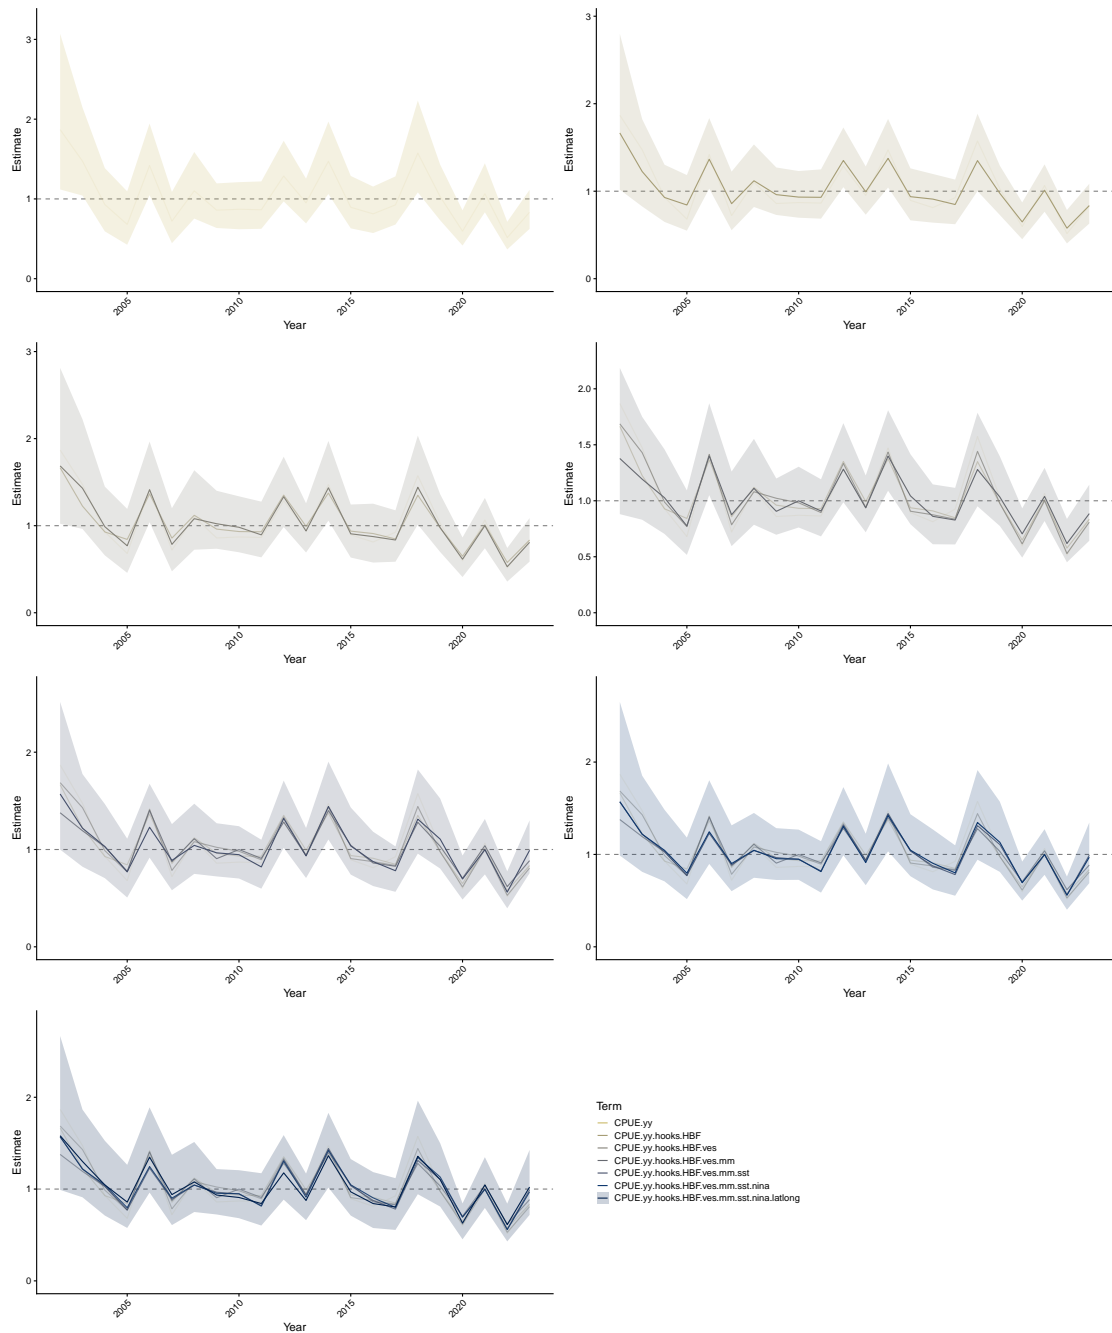 3
2
1
0
Estimate
2005
2010
2015
2020
Year
3
2
1
0
Estimate
2005
2010
2015
2020
Year
3
2
1
0
Estimate
2005
2010
2015
2020
Year
2.0
1.5
1.0
0.5
0.0
Estimate
2005
2010
2015
2020
Year
2
1
0
Estimate
2005
2010
2015
2020
Year
2
1
0
Estimate
2005
2010
2015
2020
Year
2
1
0
Estimate
2005
2010
2015
2020
Year
Term
CPUE.yy
CPUE.yy.hooks.HBF
CPUE.yy.hooks.HBF.ves
CPUE.yy.hooks.HBF.ves.mm
CPUE.yy.hooks.HBF.ves.mm.sst
CPUE.yy.hooks.HBF.ves.mm.sst.nina
CPUE.yy.hooks.HBF.ves.mm.sst.nina.latlong